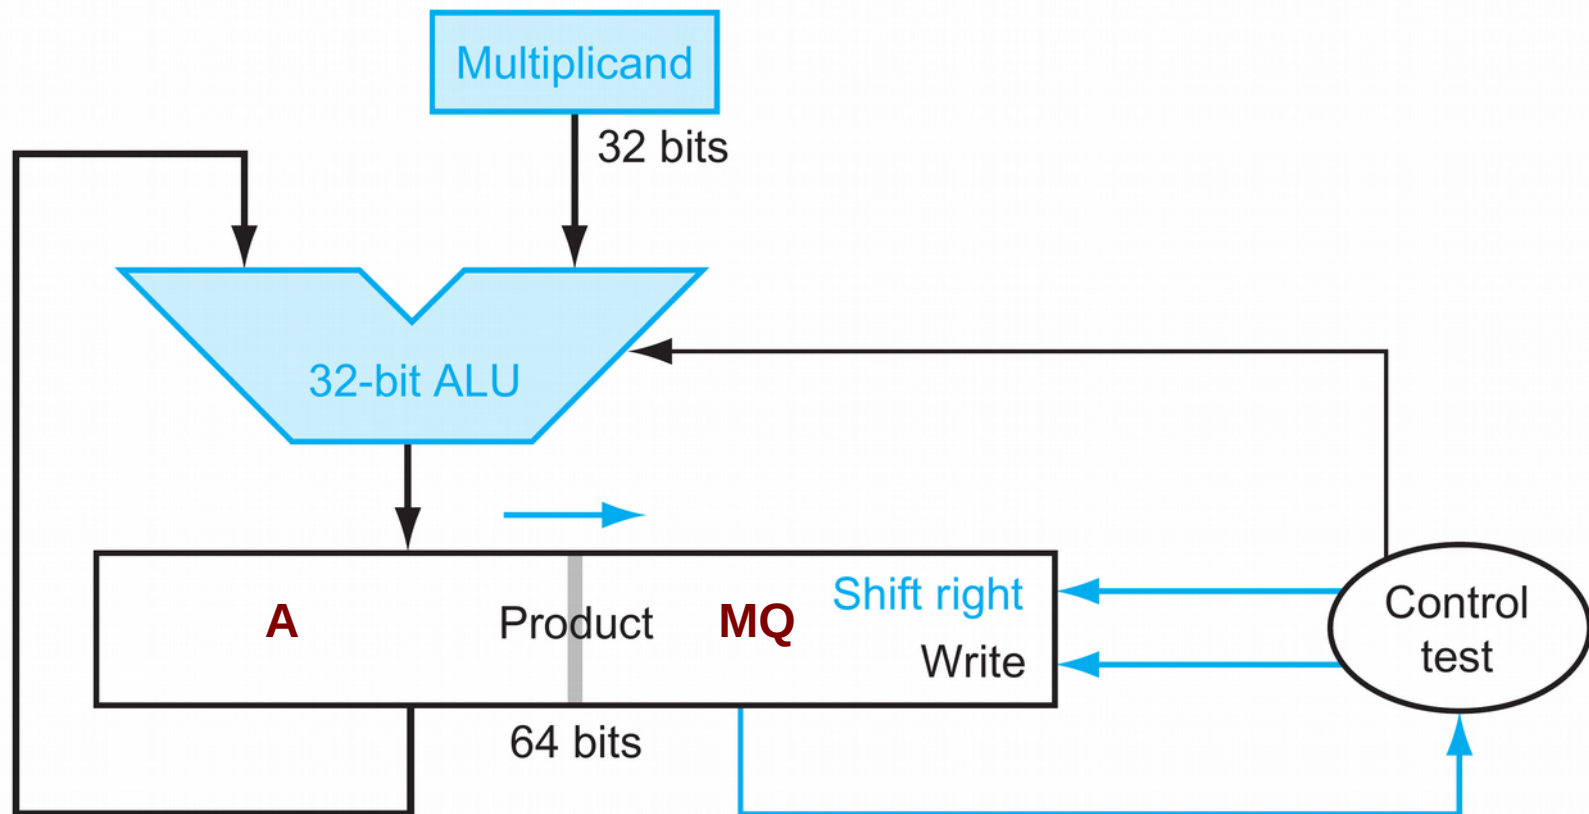 Multiplicand
32 bits
32-bit ALU
A
Product
MQ
Shift right
Write
64 bits
Control
test